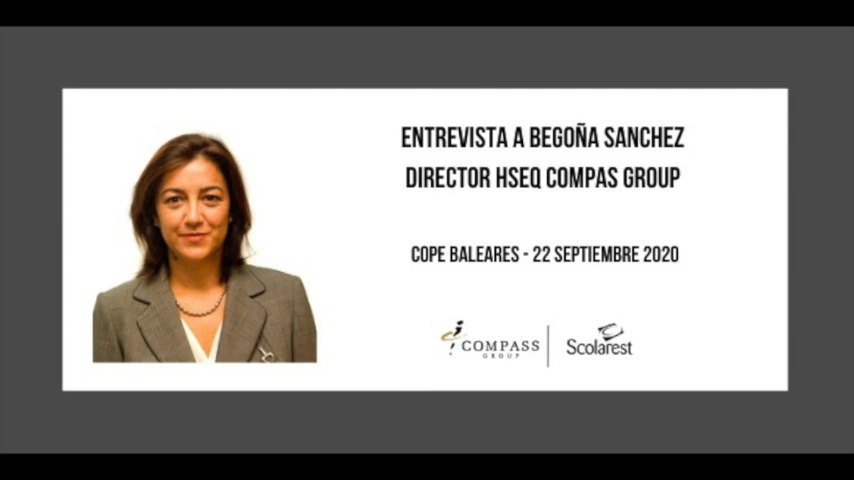 ENTREVISTA A BEGOÑA SANCHEZ
DIRECTOR HSEQ COMPAS GROUP
COPE BALEARES - 22 SEPTIEMBRE 2020
COMPASS
GROUP
Scolarest